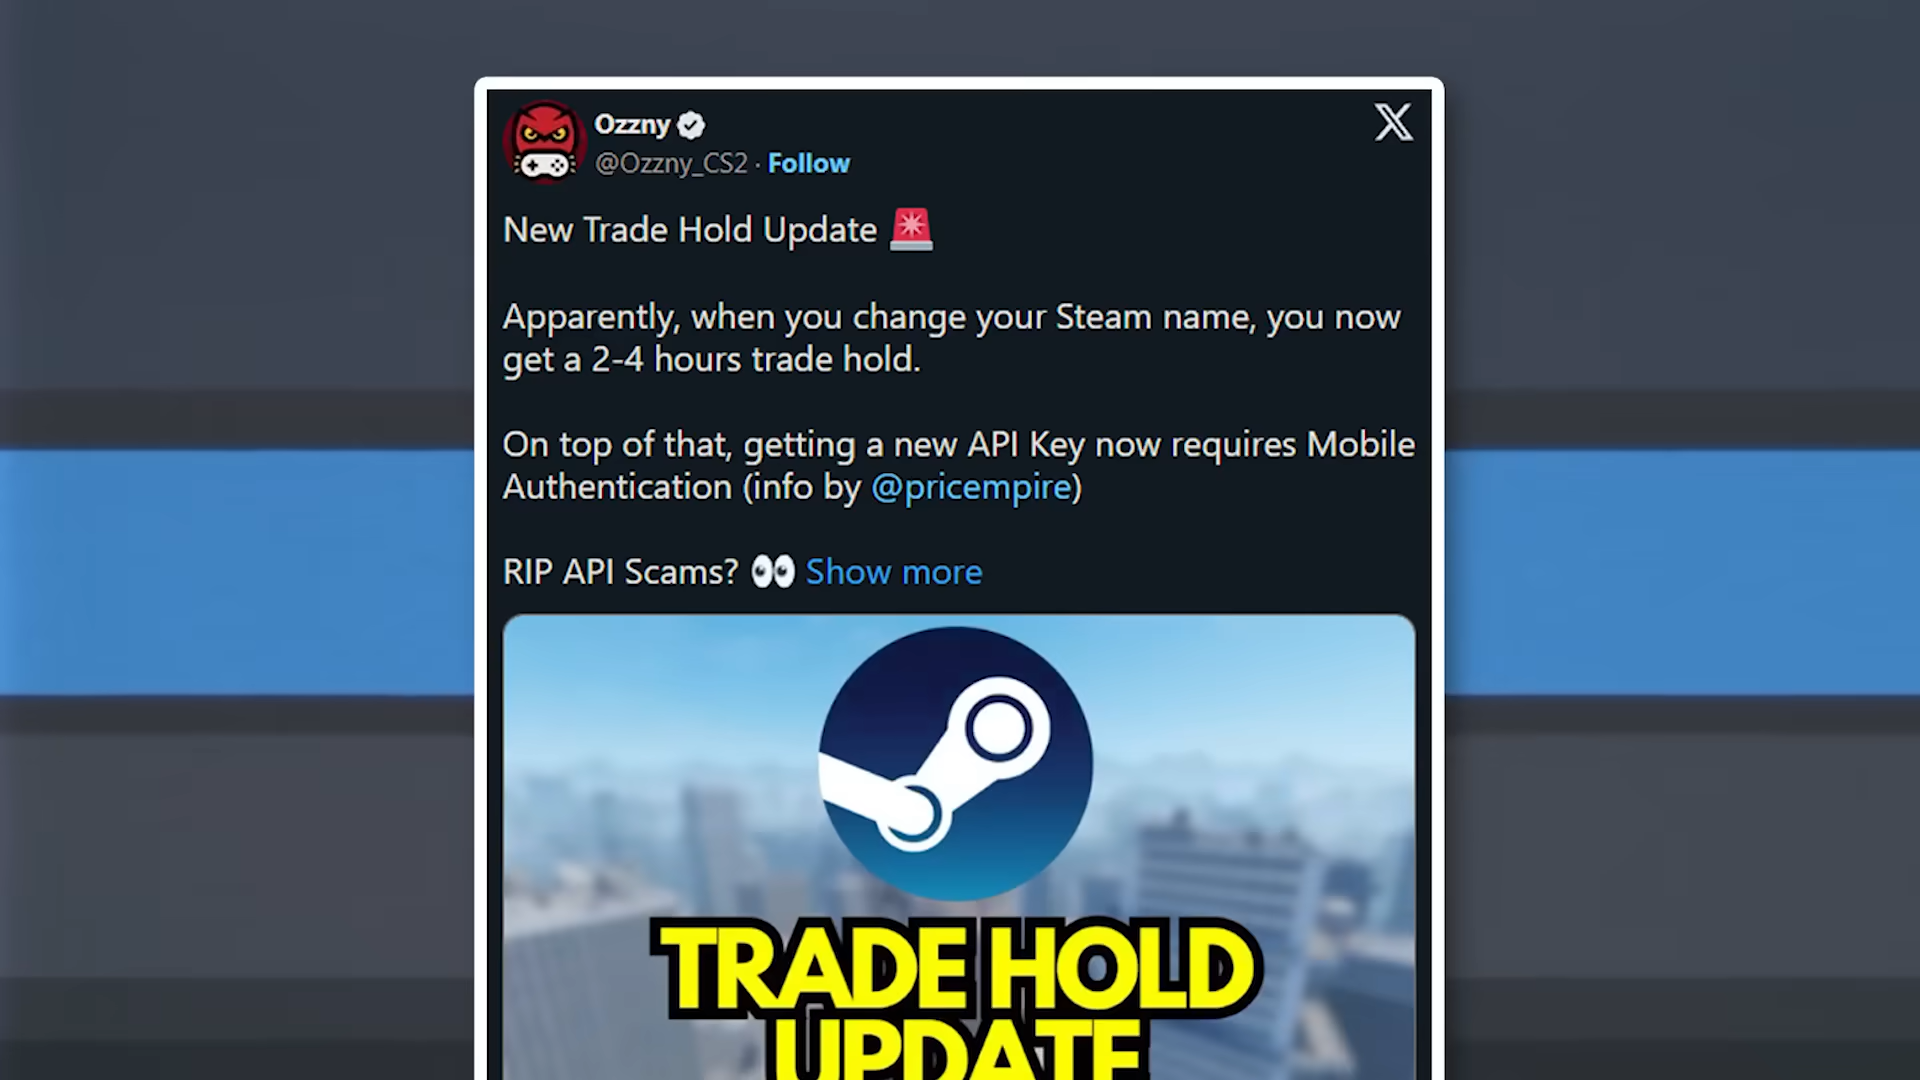 Ozzny
@Ozzny_CS2 · Follow
New Trade Hold Update 🚨
Apparently, when you change your Steam name, you now
get a 2-4 hours trade hold.
On top of that, getting a new API Key now requires Mobile
Authentication (info by @pricempire)
RIP API Scams? 👀 Show more
TRADE HOLD
UPDATE